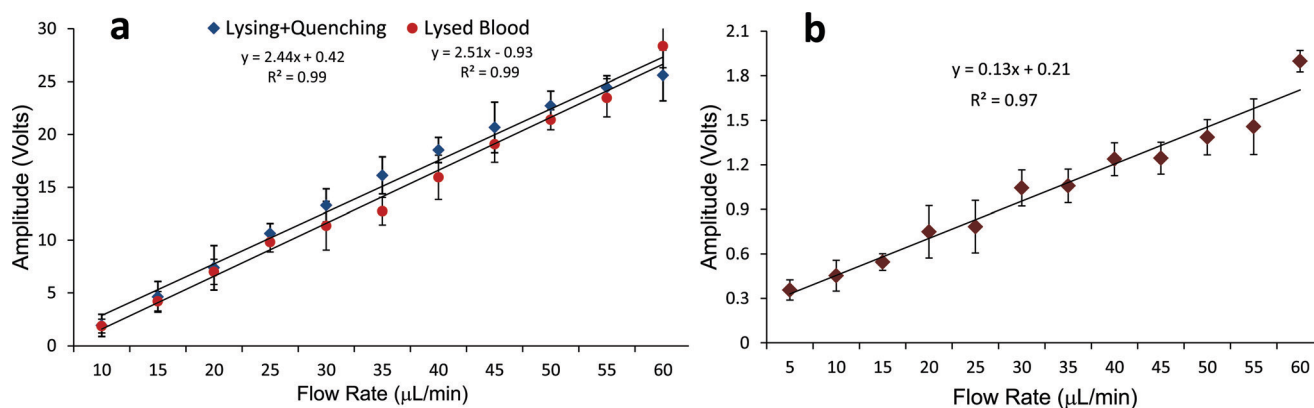 a
Lysing+Quenching
Lysed Blood
y = 2.44x + 0.42
R² = 0.99
y = 2.51x - 0.93
R² = 0.99
Amplitude (Volts)
30
25
20
15
10
5
0
10 15 20 25 30 35 40 45 50 55 60
Flow Rate (μL/min)
b
y = 0.13x + 0.21
R² = 0.97
Amplitude (Volts)
2.1
1.8
1.5
1.2
0.9
0.6
0.3
0
5 10 15 20 25 30 35 40 45 50 55 60
Flow Rate (μL/min)